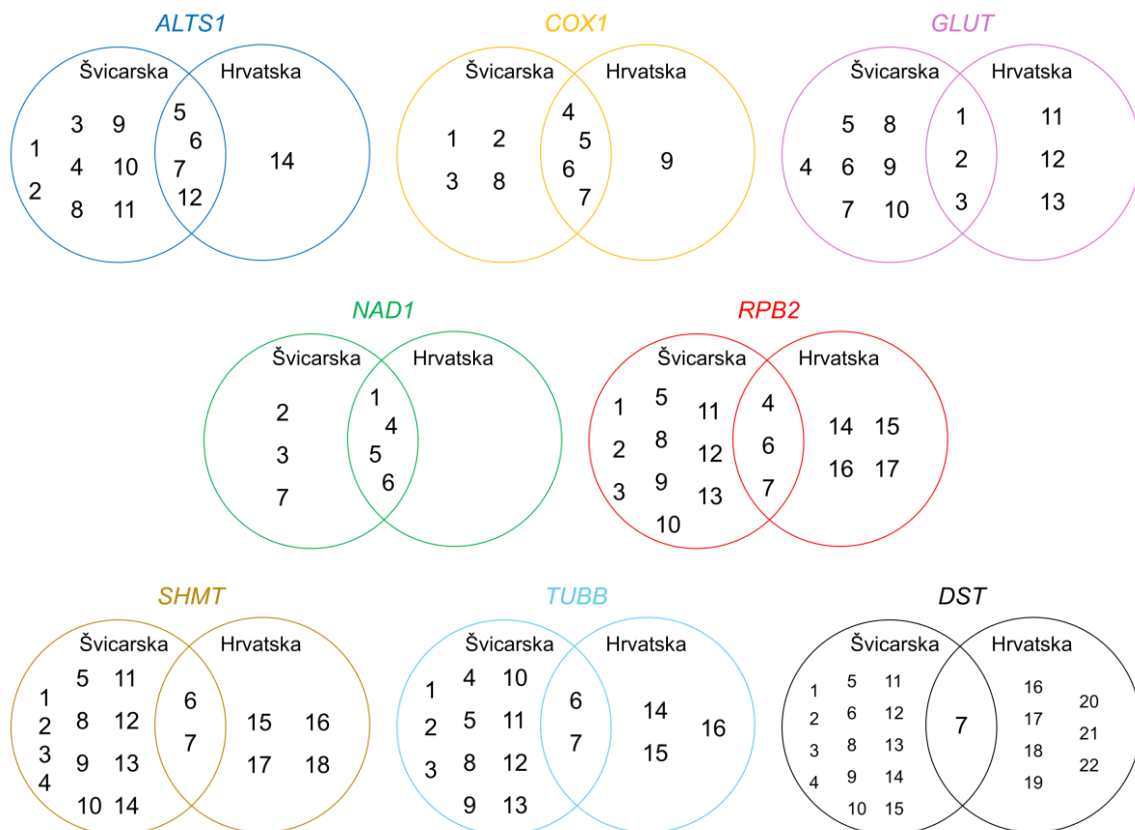 ALTS1 COX1 GLUT
Švicarska Hrvatska Švicarska Hrvatska Švicarska Hrvatska
3 9 5 4 1 11
1 6 1 2 5 5 8
4 10 7 14 6 9 4 6 9 2 12
2 12 3 8 7
8 11 7 10 3 13
NAD1 RPB2
Švicarska Hrvatska Švicarska Hrvatska
1 5 4
2 4 1 11 14 15
3 5 2 8 12 6
6 9 16 17
7 3 13 7
10
SHMT TUBB DST
Švicarska Hrvatska Švicarska Hrvatska Švicarska Hrvatska
5 11 4 10 5 11 16
1 6 1 6 1 20
2 8 12 15 16 2 5 11 14 16 2 6 12 7 17
3 7 7 3 8 13 21
4 9 13 17 18 3 8 12 15 4 9 14 18 22
10 14 9 13 10 15 19